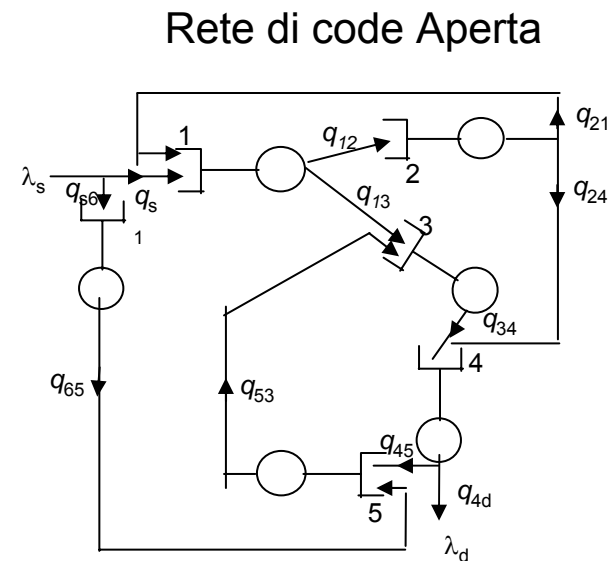 Rete di code Aperta
1
q12
q21
λs
qs6
qs
2
q24
1
q13
3
q34
4
q65
q53
q45
5
q4d
λd